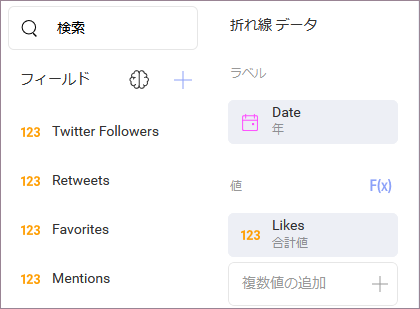 検索
フィールド
123 Twitter Followers
123 Retweets
123 Favorites
123 Mentions
折れ線 データ
ラベル
Date
年
値 F(x)
123 Likes
合計値
複数値の追加